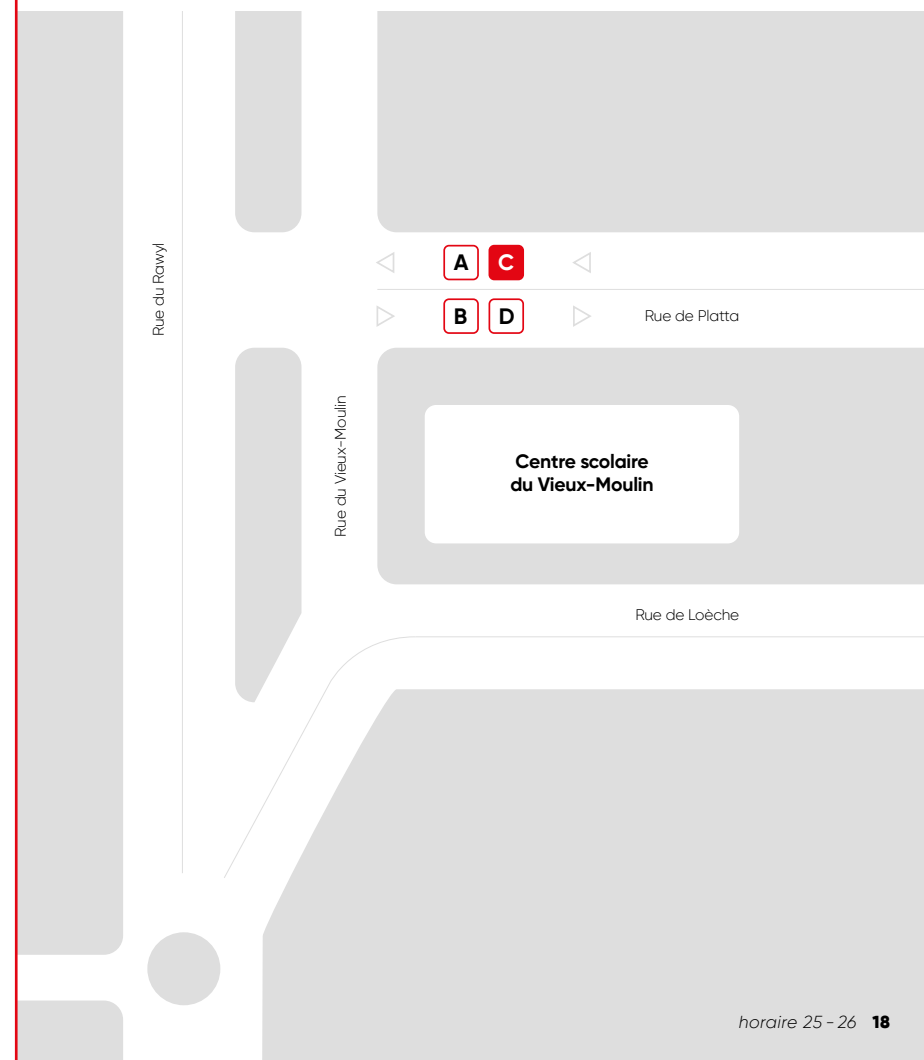 Rue du Rawyl
A C
B D
Rue de Platta
Rue du Vieux-Moulin
Centre scolaire
du Vieux-Moulin
Rue de Loèche
horaire 25 - 26 18